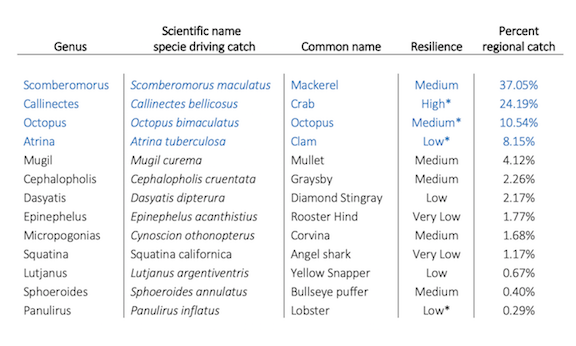 Scientific name Percent
Genus specie driving catch Common name Resilience regional catch
Scomberomorus Scomberomorus maculatus Mackerel Medium 37.05%
Callinectes Callinectes bellicosus Crab High* 24.19%
Octopus Octopus bimaculatus Octopus Medium* 10.54%
Atrina Atrina tuberculosa Clam Low* 8.15%
Mugil Mugil curema Mullet Medium 4.12%
Cephalopholis Cephalopholis cruentata Graysby Medium 2.26%
Dasyatis Dasyatis dipterura Diamond Stingray Low 2.17%
Epinephelus Epinephelus acanthistius Rooster Hind Very Low 1.77%
Micropogonias Cynoscion othonopterus Corvina Medium 1.68%
Squatina Squatina californica Angel shark Very Low 1.17%
Lutjanus Lutjanus argentiventris Yellow Snapper Low 0.67%
Sphoeroides Sphoeroides annulatus Bullseye puffer Medium 0.40%
Panulirus Panulirus inflatus Lobster Low* 0.29%